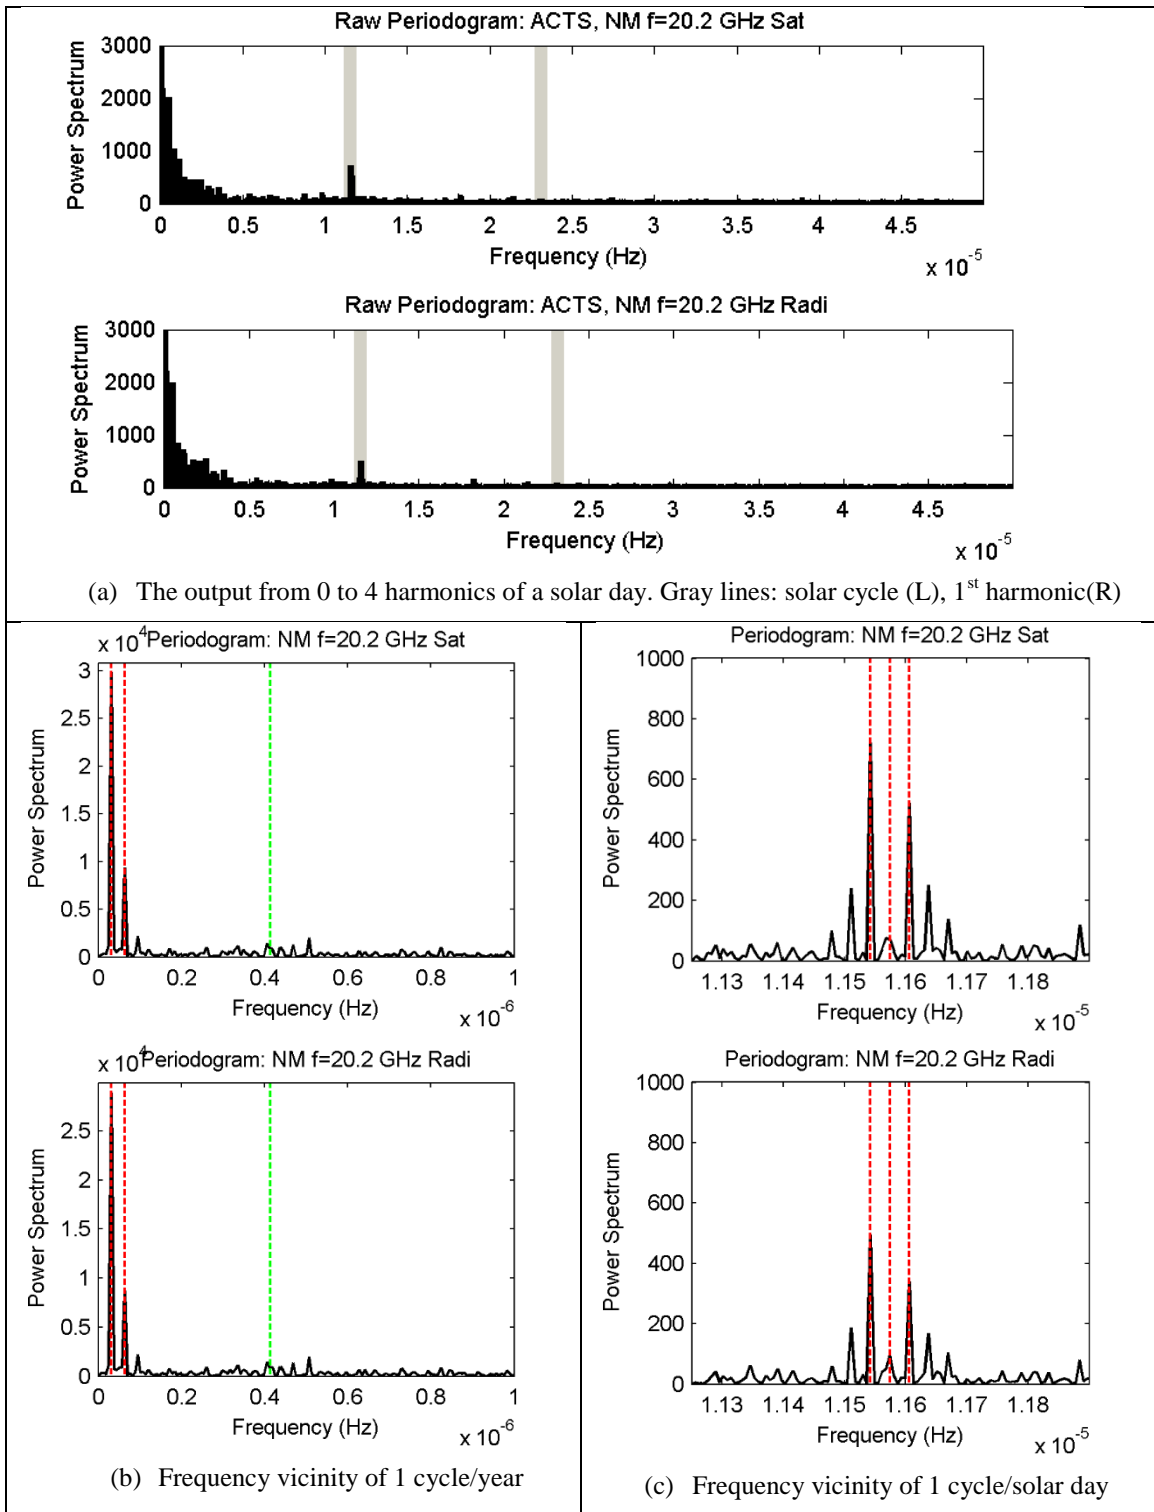 Raw Periodogram: ACTS, NM f=20.2 GHz Sat
Power Spectrum
3000
2000
1000
0
0 0.5 1 1.5 2 2.5 3 3.5 4 4.5
Frequency (Hz)
x 10-5
Raw Periodogram: ACTS, NM f=20.2 GHz Radi
Power Spectrum
3000
2000
1000
0
0 0.5 1 1.5 2 2.5 3 3.5 4 4.5
Frequency (Hz)
x 10-5
(a) The output from 0 to 4 harmonics of a solar day. Gray lines: solar cycle (L), 1st harmonic(R)
x 104
Periodogram: NM f=20.2 GHz Sat
Power Spectrum
3
2.5
2
1.5
1
0.5
0
0 0.2 0.4 0.6 0.8 1
Frequency (Hz)
x 10-6
x 104
Periodogram: NM f=20.2 GHz Radi
Power Spectrum
2.5
2
1.5
1
0.5
0
0 0.2 0.4 0.6 0.8 1
Frequency (Hz)
x 10-6
(b) Frequency vicinity of 1 cycle/year
Periodogram: NM f=20.2 GHz Sat
Power Spectrum
1000
800
600
400
200
0
1.13 1.14 1.15 1.16 1.17 1.18
Frequency (Hz)
x 10-5
Periodogram: NM f=20.2 GHz Radi
Power Spectrum
1000
800
600
400
200
0
1.13 1.14 1.15 1.16 1.17 1.18
Frequency (Hz)
x 10-5
(c) Frequency vicinity of 1 cycle/solar day